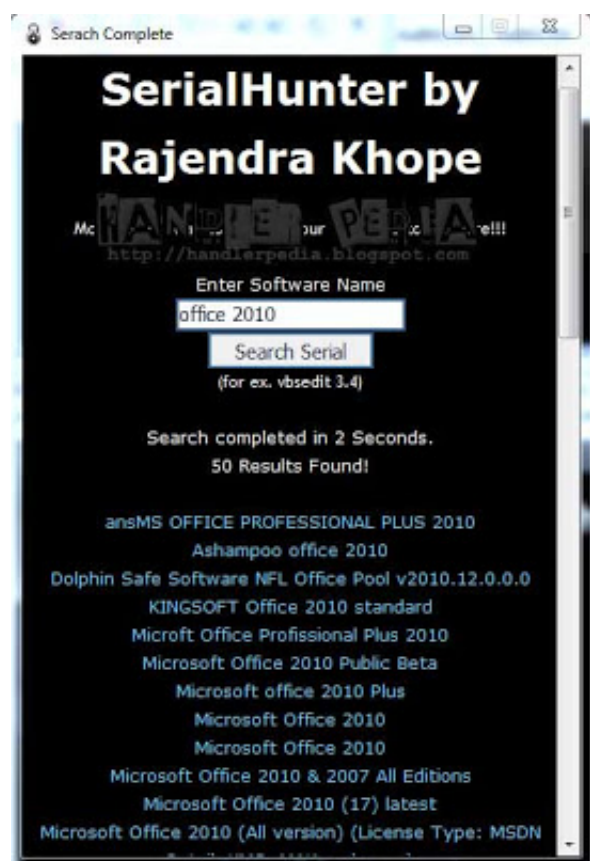 Serach Complete
SerialHunter by
Rajendra Khope
HANDLER PEDIA
http://handlerpedia.blogspot.com
Enter Software Name
office 2010
Search Serial
(for ex. vbsedit 3.4)
Search completed in 2 Seconds.
50 Results Found!
ansMS OFFICE PROFESSIONAL PLUS 2010
Ashampoo office 2010
Dolphin Safe Software NFL Office Pool v2010.12.0.0.0
KINGSOFT Office 2010 standard
Microft Office Profissional Plus 2010
Microsoft Office 2010 Public Beta
Microsoft office 2010 Plus
Microsoft Office 2010
Microsoft Office 2010
Microsoft Office 2010 & 2007 All Editions
Microsoft Office 2010 (17) latest
Microsoft Office 2010 (All version) (License Type: MSDN